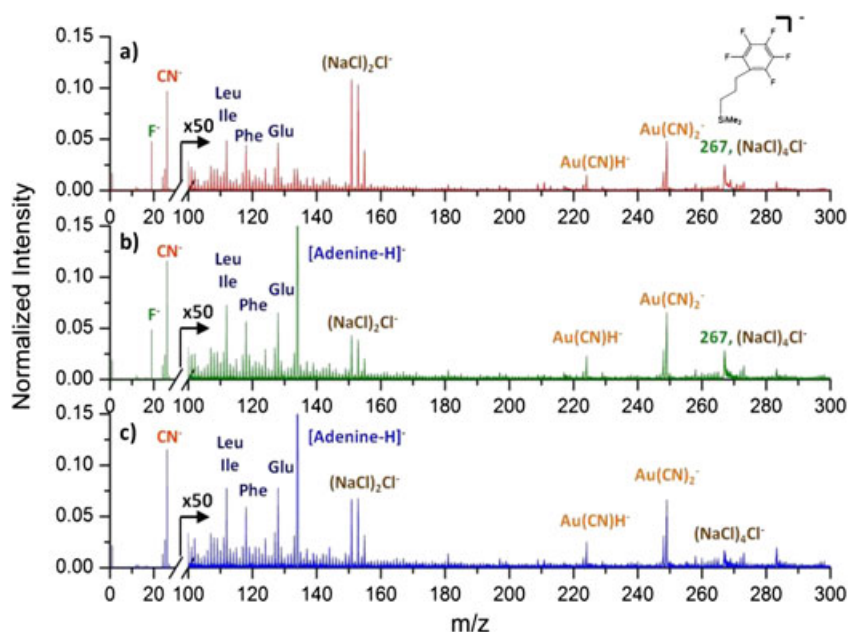 Normalized Intensity
0.15
0.10
0.05
0.00
a)
CN-
F-
x50
Leu
Ile
Phe
Glu
(NaCl)2Cl-
Au(CN)H-
Au(CN)2-
267, (NaCl)4Cl-
F
F
F
F
F
SiMe2
-
0 20 100 120 140 160 180 200 220 240 260 280 300
0.15
0.10
0.05
0.00
b)
CN-
F-
x50
Leu
Ile
Phe
Glu
[Adenine-H]-
(NaCl)2Cl-
Au(CN)H-
Au(CN)2-
267, (NaCl)4Cl-
0 20 100 120 140 160 180 200 220 240 260 280 300
0.15
0.10
0.05
0.00
c)
CN-
x50
Leu
Ile
Phe
Glu
[Adenine-H]-
(NaCl)2Cl-
Au(CN)H-
Au(CN)2-
(NaCl)4Cl-
0 20 100 120 140 160 180 200 220 240 260 280 300
m/z